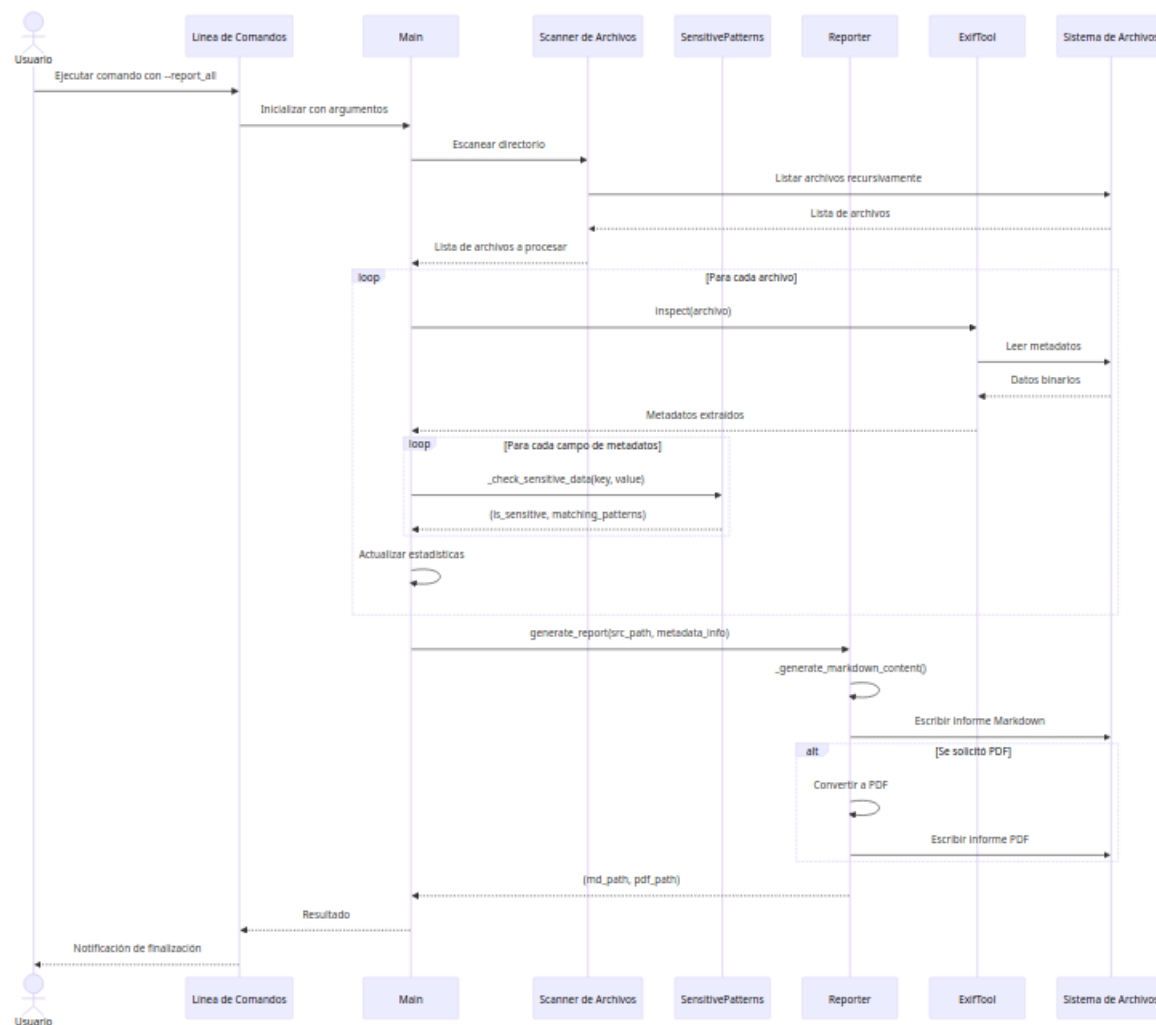 Usuario
Línea de Comandos
Main
Scanner de Archivos
SensitivePatterns
Reporter
ExifTool
Sistema de Archivos
Ejecutar comando con --report_all
Inicializar con argumentos
Escanear directorio
Listar archivos recursivamente
Lista de archivos
Lista de archivos a procesar
loop
[Para cada archivo]
inspect(archivo)
Leer metadatos
Datos binarios
Metadatos extraídos
loop
[Para cada campo de metadatos]
_check_sensitive_data(key, value)
(is_sensitive, matching_patterns)
Actualizar estadísticas
generate_report(src_path, metadata_info)
_generate_markdown_content()
Escribir informe Markdown
alt
[Se solicitó PDF]
Convertir a PDF
Escribir informe PDF
(md_path, pdf_path)
Resultado
Notificación de finalización
Usuario
Línea de Comandos
Main
Scanner de Archivos
SensitivePatterns
Reporter
ExifTool
Sistema de Archivos